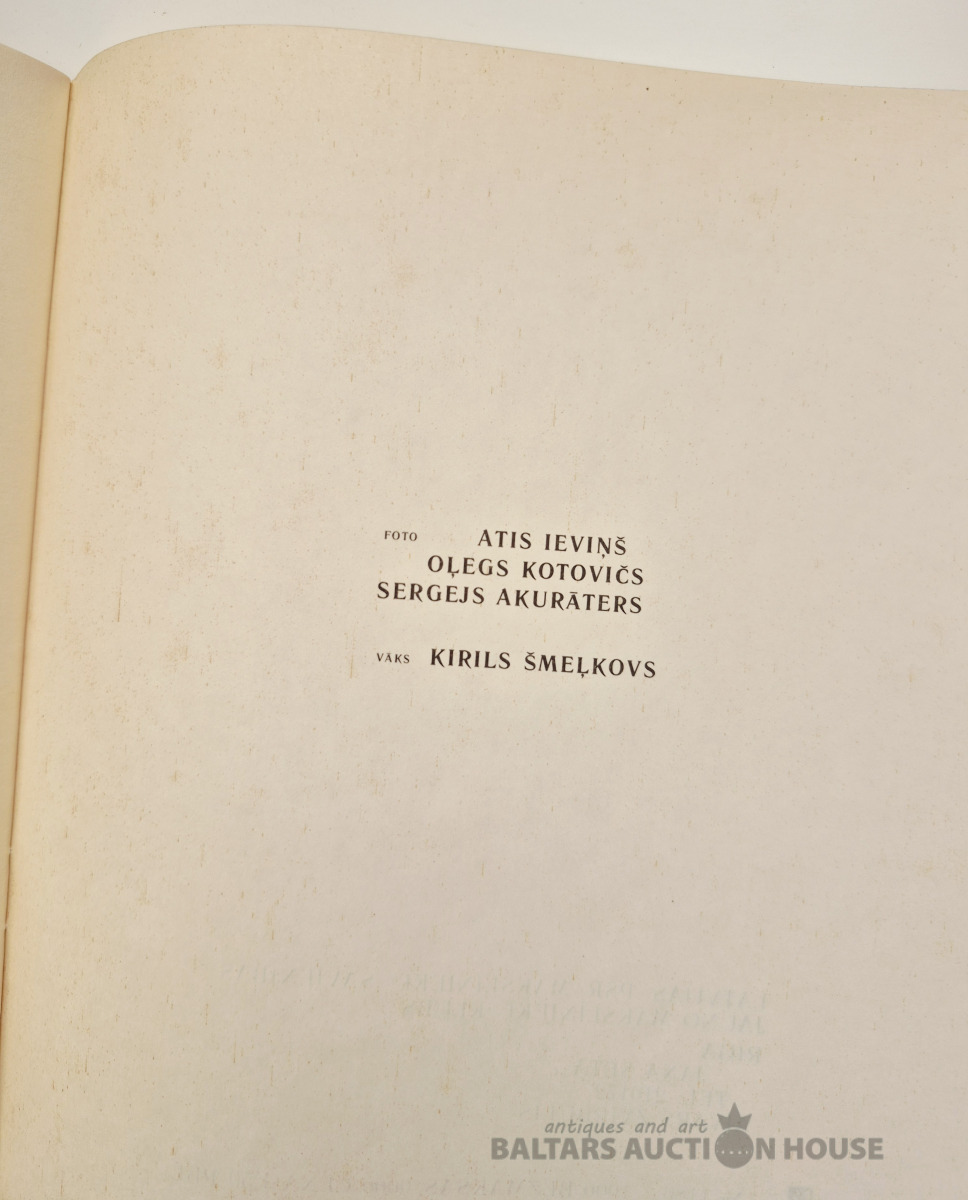 FOTO ATIS IEVIŅŠ
OĻEGS KOTOVIČS
SERGEJS AKURĀTERS
VĀKS KIRILS ŠMEĻKOVS
antiques and art
BALTARS AUCTION HOUSE